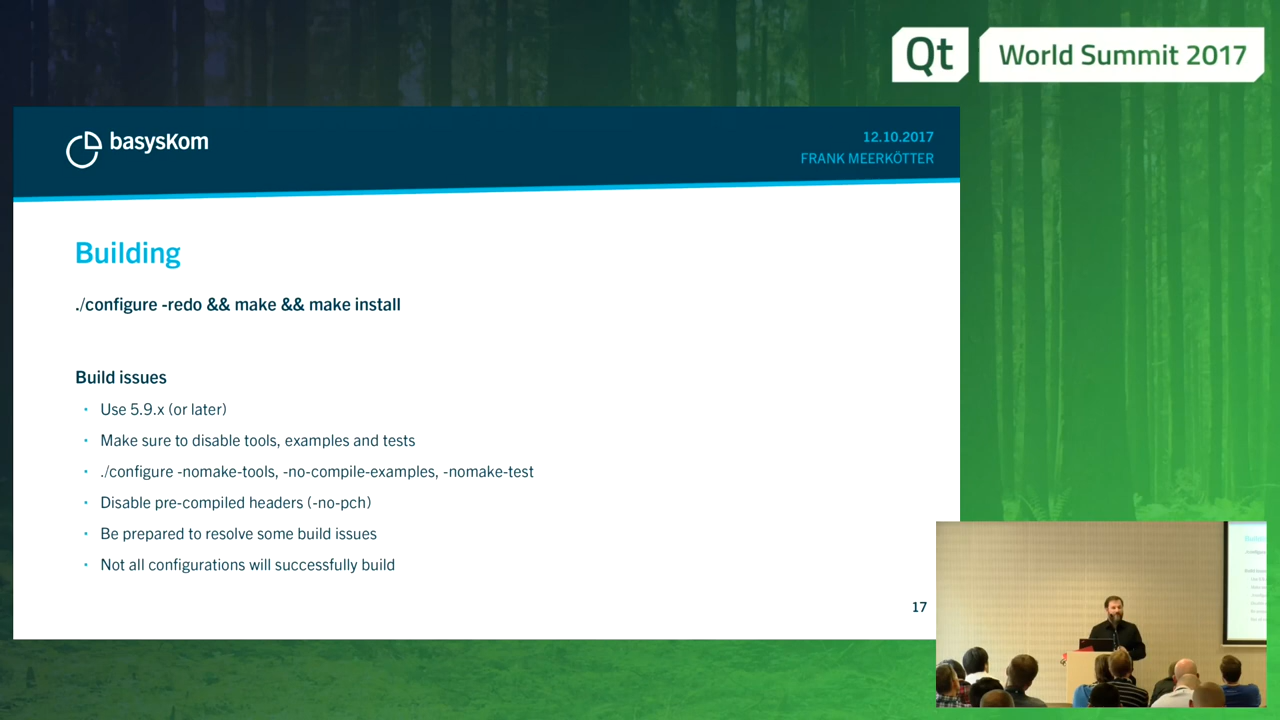 Qt World Summit 2017
basysKom
12.10.2017
FRANK MEERKÖTTER
Building
./configure -redo && make && make install
Build issues
• Use 5.9.x (or later)
• Make sure to disable tools, examples and tests
• ./configure -nomake-tools, -no-compile-examples, -nomake-test
• Disable pre-compiled headers (-no-pch)
• Be prepared to resolve some build issues
• Not all configurations will successfully build
17